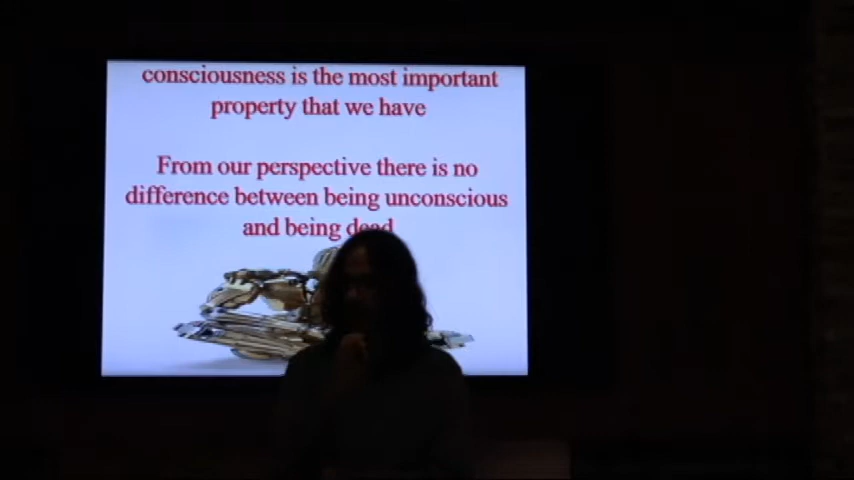 consciousness is the most important
property that we have
From our perspective there is no
difference between being unconscious
and being dead